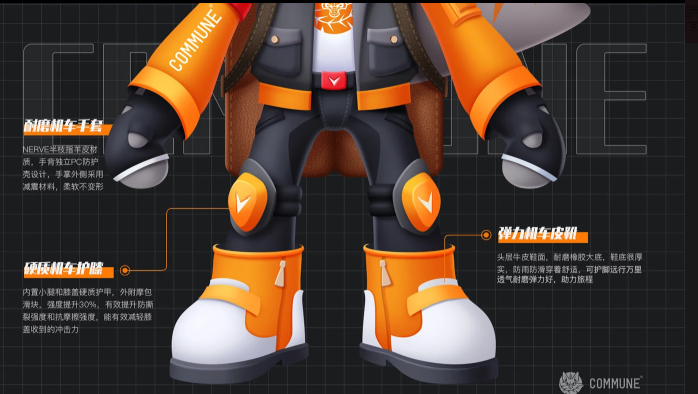 COMMUNE
耐磨机车手套
NERVE半枝指羊皮材
质，手背独立PC防护
壳设计，手掌外侧采用
减震材料，柔软不变形
弹力机车皮靴
头层牛皮鞋面，耐磨橡胶大底，鞋底很厚
实，防雨防滑穿着舒适，可护脚远行万里
透气耐磨弹力好，助力旅程
硬质机车护膝
内置小腿和膝盖硬质护甲，外附摩包
滑块，强度提升30%，有效提升防撕
裂强度和抗摩擦强度，能有效减轻膝
盖收到的冲击力
COMMUNE